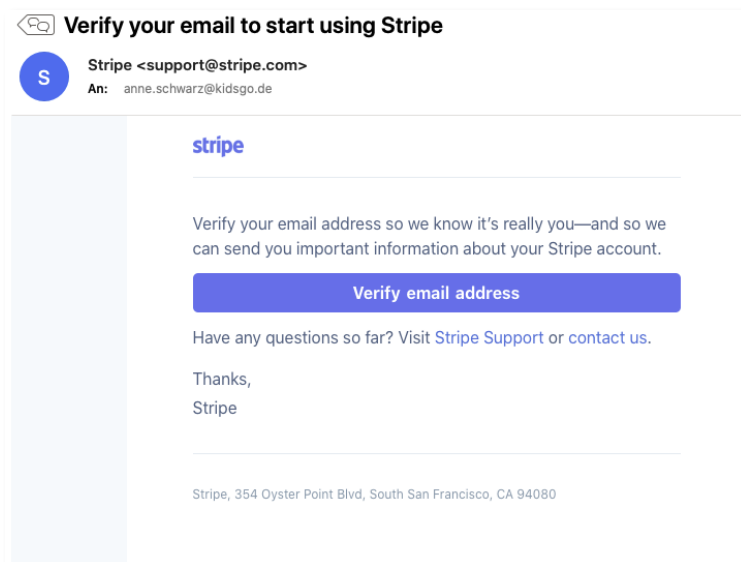 Verify your email to start using Stripe
S
Stripe <support@stripe.com>
An: anne.schwarz@kidsgo.de
stripe
Verify your email address so we know it’s really you—and so we
can send you important information about your Stripe account.
Verify email address
Have any questions so far? Visit Stripe Support or contact us.
Thanks,
Stripe
Stripe, 354 Oyster Point Blvd, South San Francisco, CA 94080